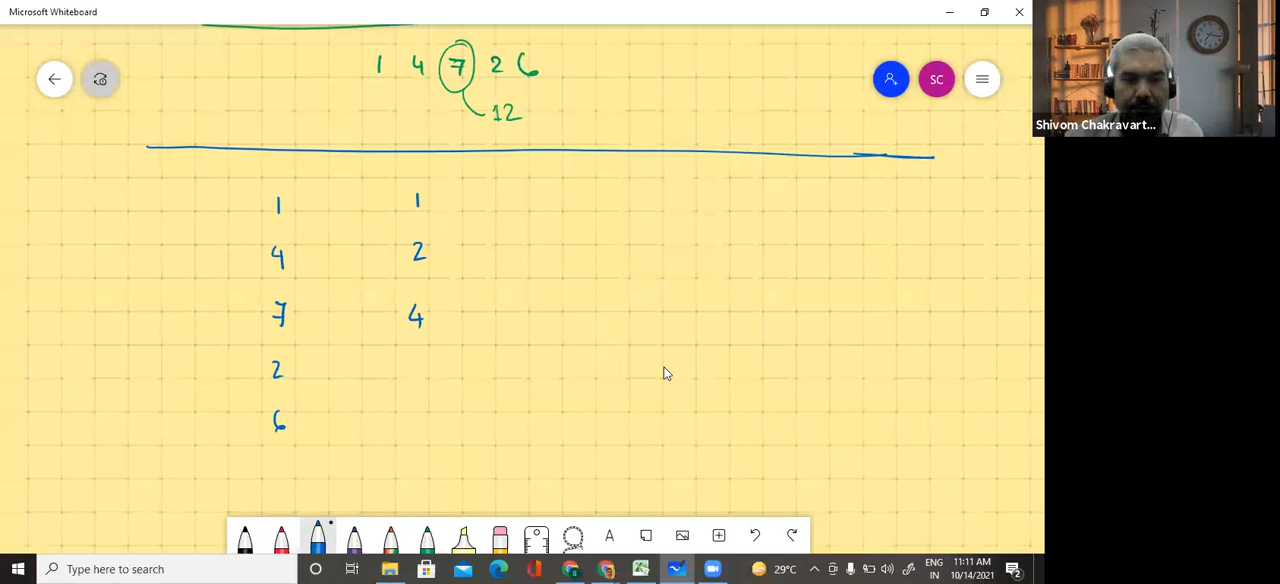 Microsoft Whiteboard
1 4 7 2 6
12
SC
Shivom Chakravart...
1 1
4 2
7 4
2
6
A
Type here to search
29°C
ENG
IN
11:11 AM
10/14/2021
2